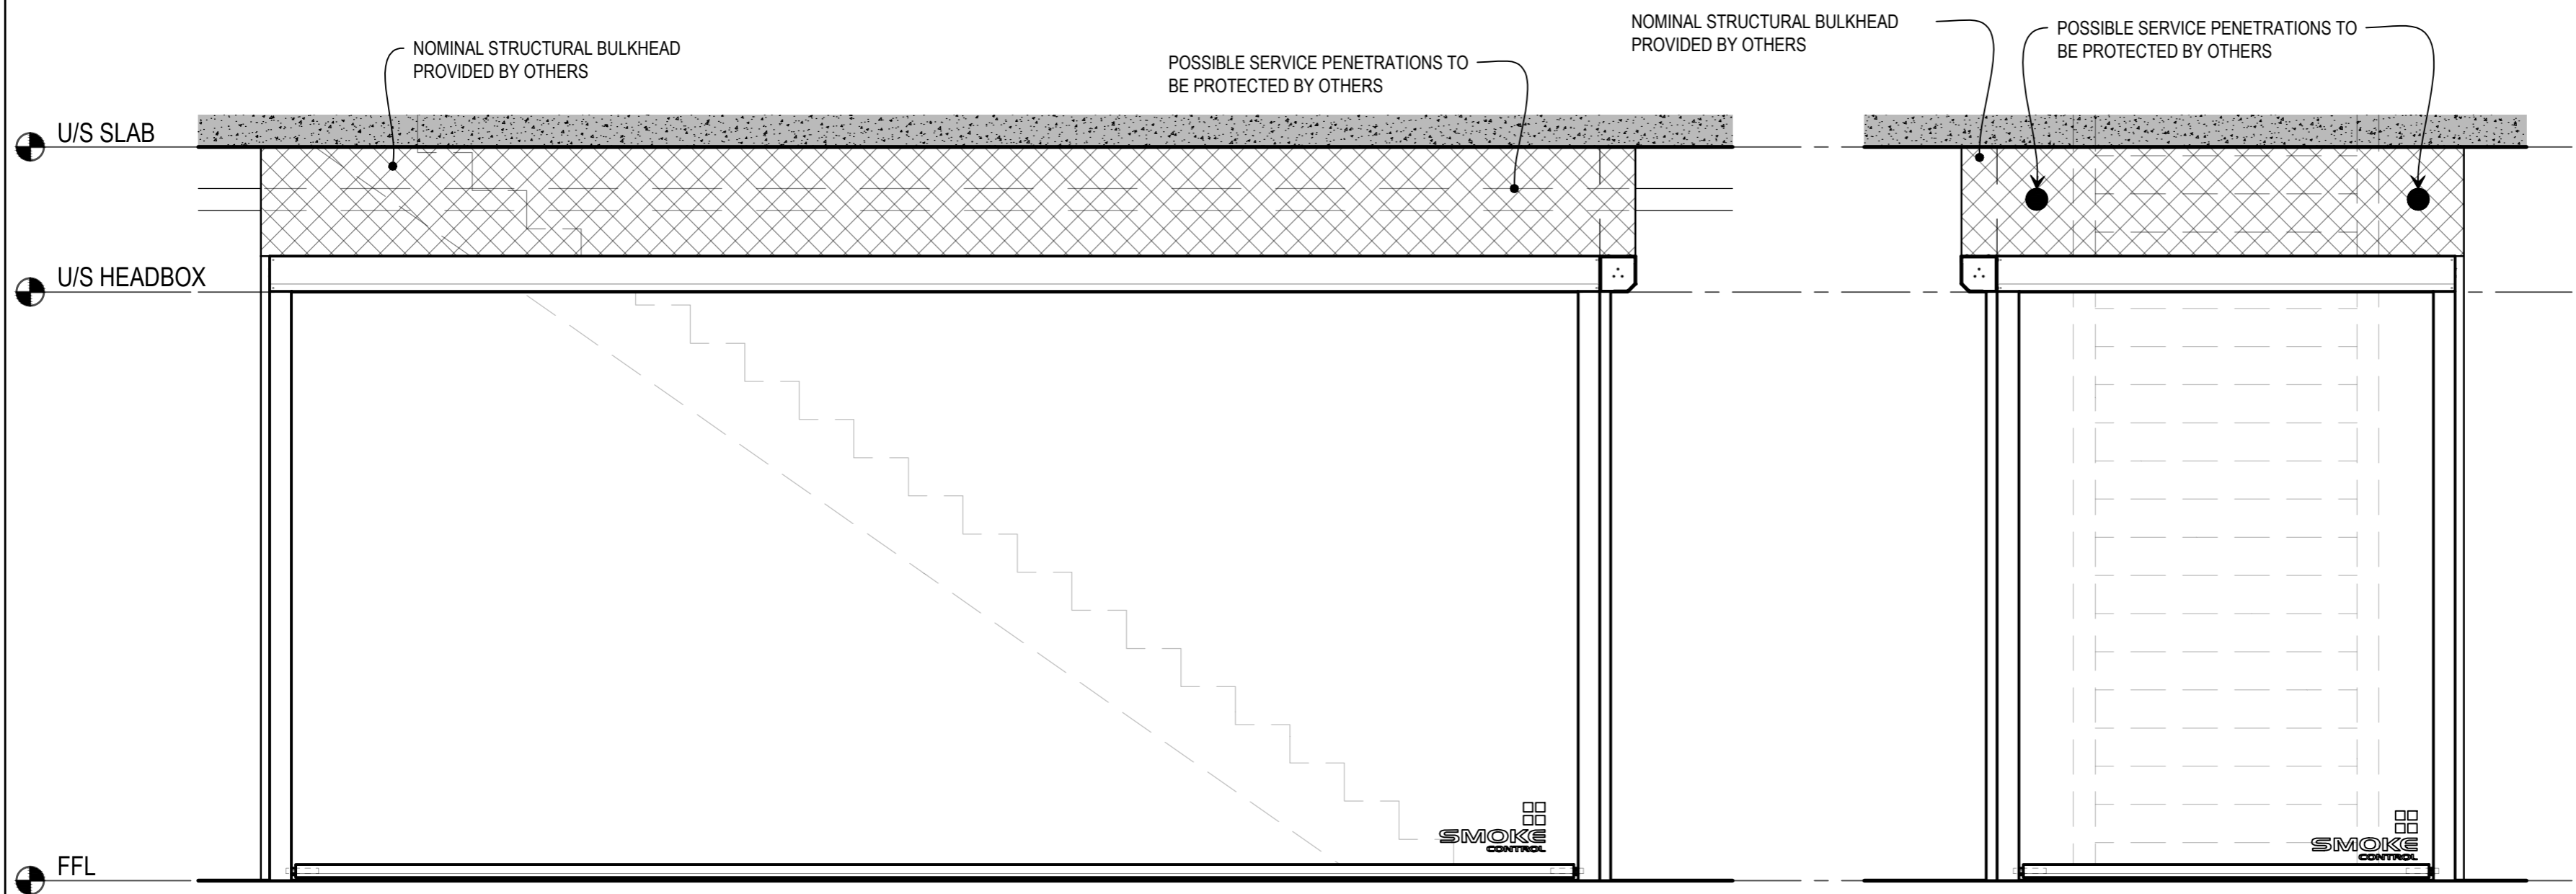 NOMINAL STRUCTURAL BULKHEAD
PROVIDED BY OTHERS
POSSIBLE SERVICE PENETRATIONS TO
BE PROTECTED BY OTHERS
NOMINAL STRUCTURAL BULKHEAD
PROVIDED BY OTHERS
POSSIBLE SERVICE PENETRATIONS TO
BE PROTECTED BY OTHERS
U/S SLAB
U/S HEADBOX
SMOKE
CONTROL
SMOKE
CONTROL
FFL